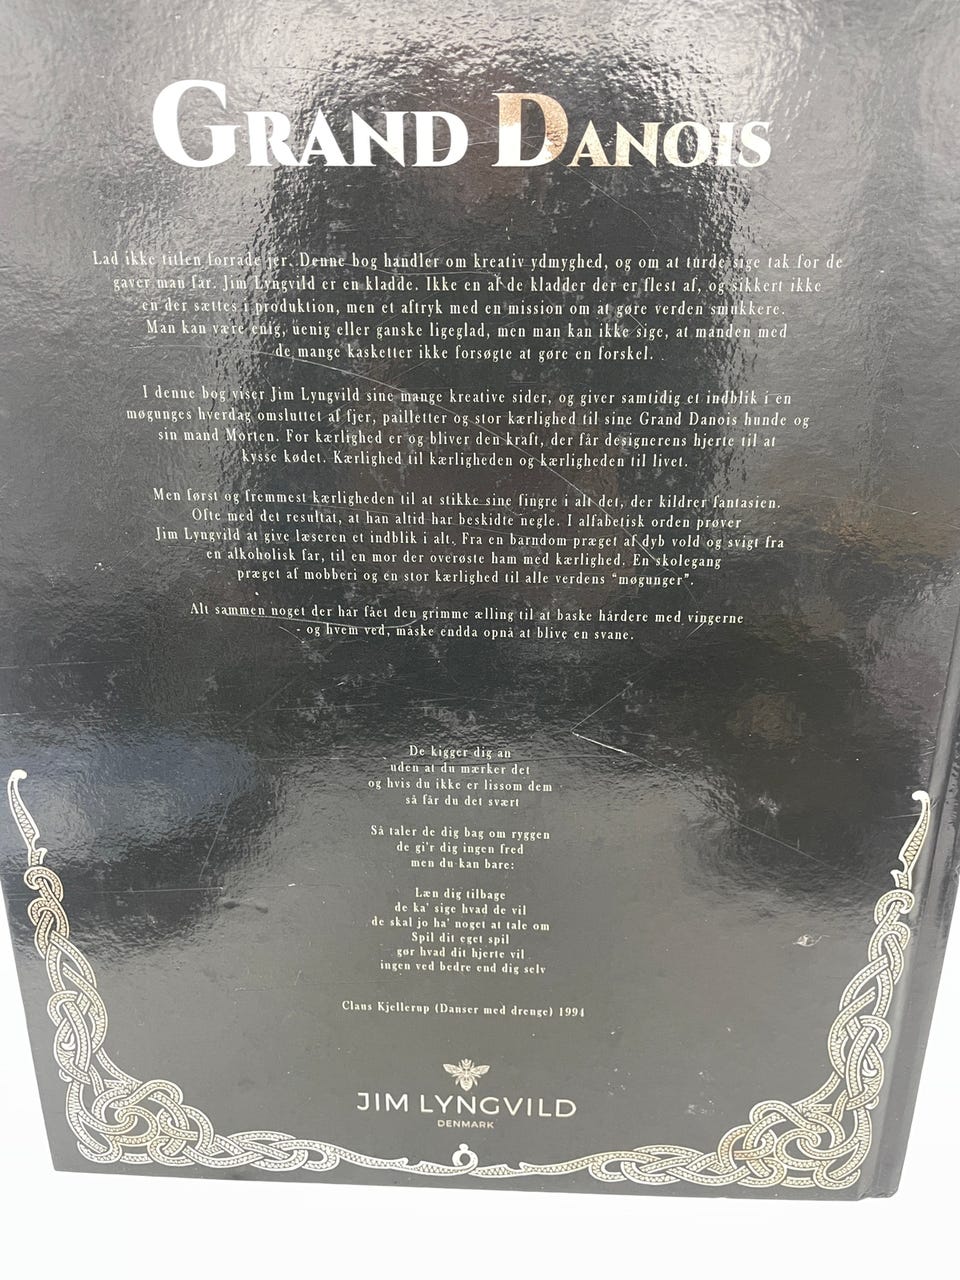 GRAND DANOIS
Lad ikke titlen forrade jer. Denne bog handler om kreativ ydmyghed, og om at turde sige tak for de
gaver man far. Jim Lyngvild er en kladde. Ikke en af de kladder der er flest af, og sikkert ikke
en der sættes i produktion, men et aftryk med en mission om at gøre verden smukkere.
Man kan være enig, uenig eller ganske ligeglad, men man kan ikke sige, at manden med
de mange kasketter ikke forsøgte at gøre en forskel.
I denne bog viser Jim Lyngvild sine mange kreative sider, og giver samtidig et indblik i en
møgunges hverdag omsluttet af fjer, pailletter og stor kærlighed til sine Grand Danois hunde og
sin mand Morten. For kærlighed er og bliver den kraft, der får designerens hjerte til at
kysse kødet. Kærlighed til kærligheden og kærligheden til livet.
Men først og fremmest kærligheden til at stikke sine fingre i alt det, der kildrer fantasien.
Ofte med det resultat, at han altid har beskidte negle. I alfabetisk orden prøver
Jim Lyngvild at give læseren et indblik i alt. Fra en barndom præget af dyb vold og svigt fra
en alkoholisk far, til en mor der overøste ham med kærlighed. En skolegang
præget af mobberi og en stor kærlighed til alle verdens "møgunger".
Alt sammen noget der har fået den grimme ælling til at baske hårdere med vingerne
- og hvem ved, måske endda opnå at blive en svane.
De kigger dig an
uden at du mærker det
og hvis du ikke er lissom dem
så får du det svært
Så taler de dig bag om ryggen
de gi'r dig ingen fred
men du kan bare:
Læn dig tilbage
de ka' sige hvad de vil
de skal jo ha' noget at tale om
Spil dit eget spil
gør hvad dit hjerte vil
ingen ved bedre end dig selv
Claus Kjellerup (Danser med drenge) 1994
JIM LYNGVILD
DENMARK